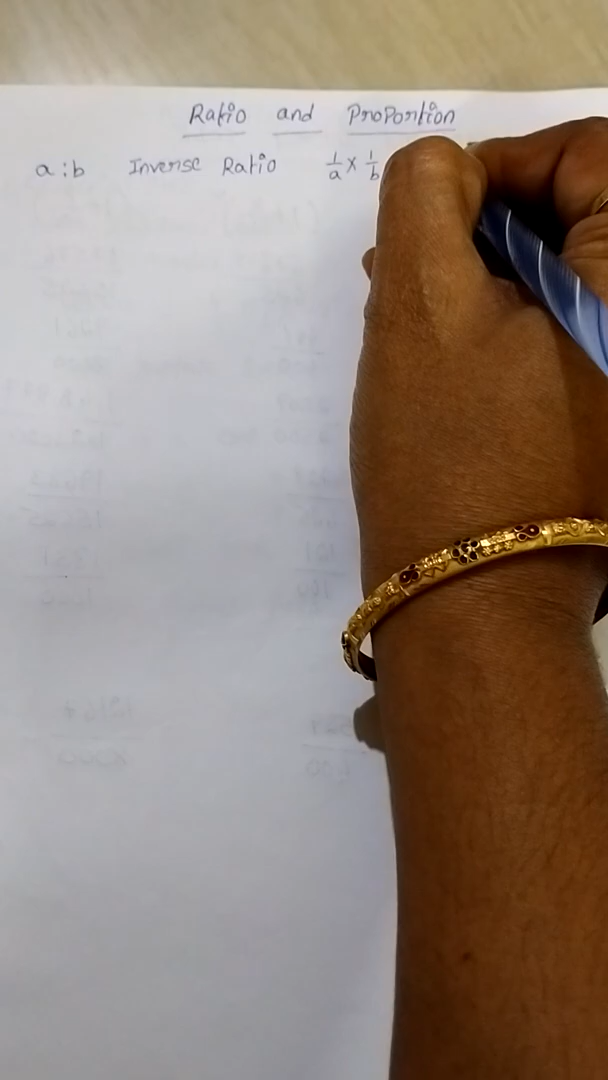 Ratio and Proportion
a : b Inverse Ratio 1/a × 1/b